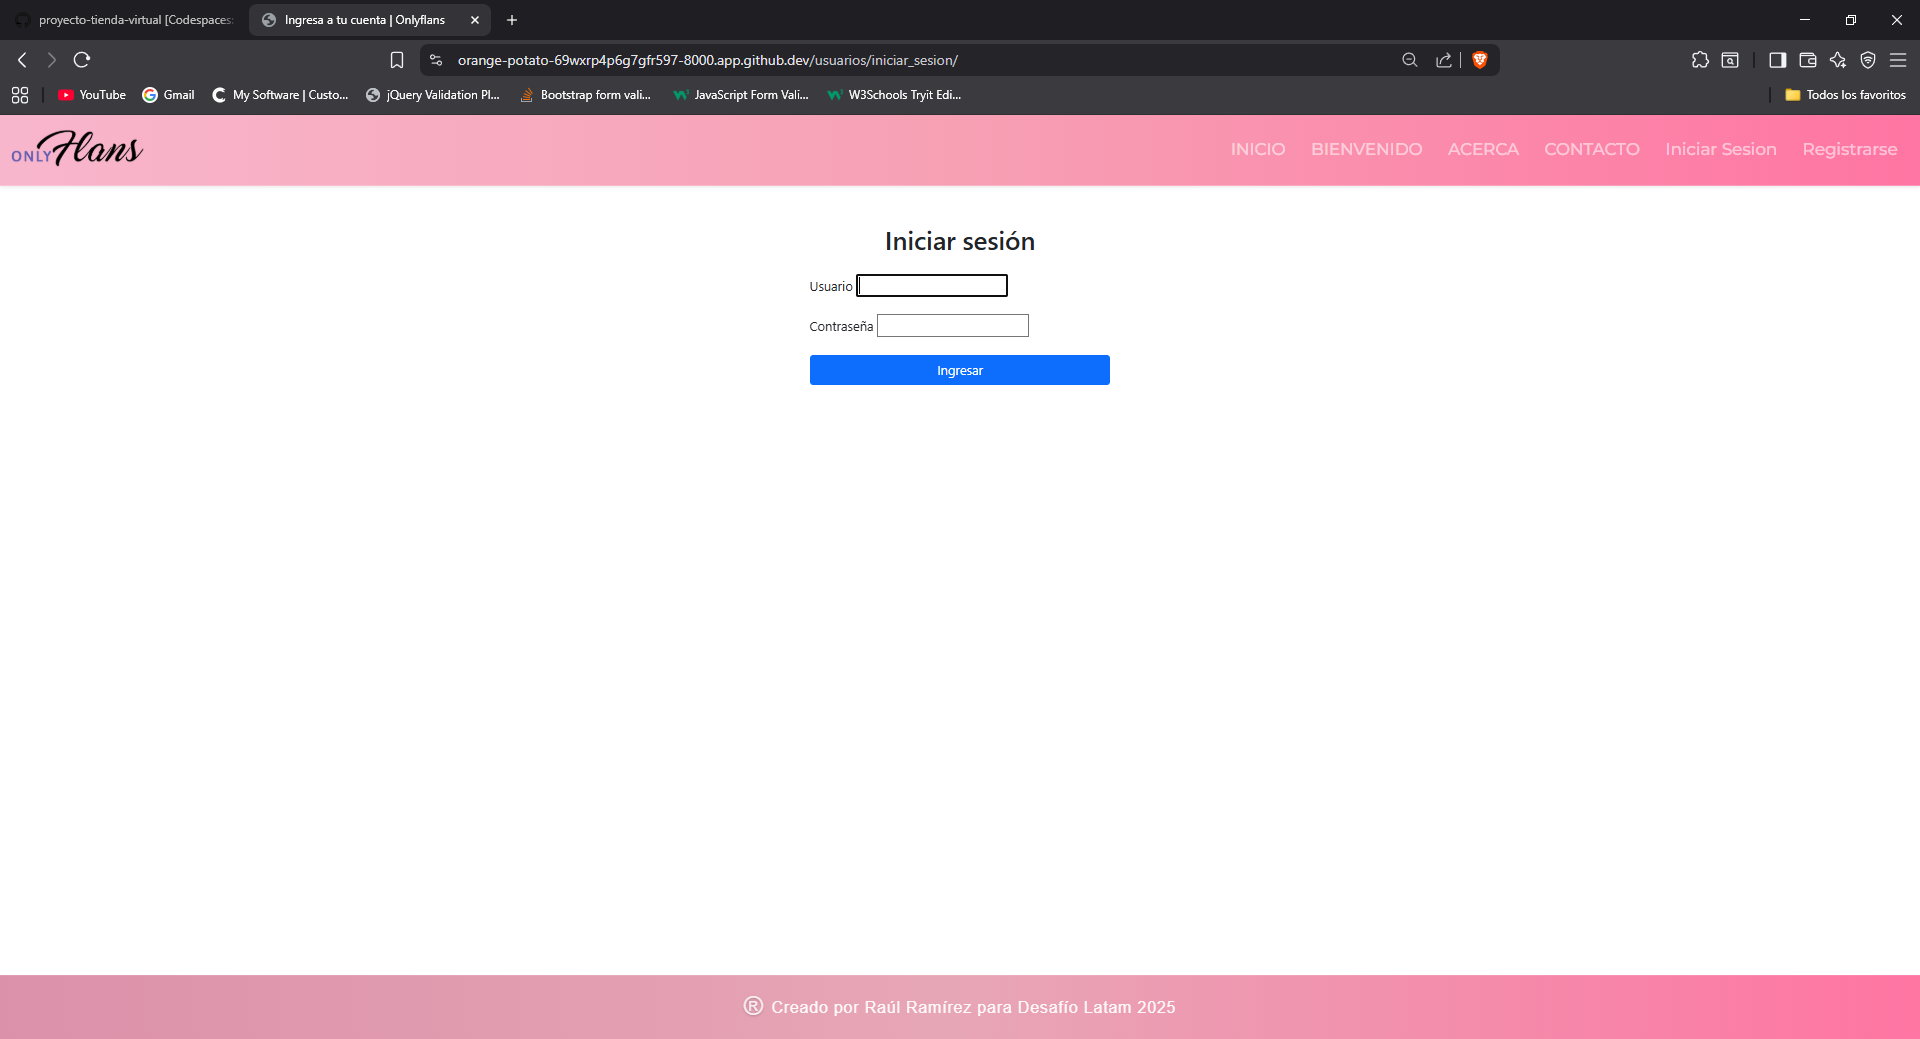 proyecto-tienda-virtual [Codespaces:
Ingresa a tu cuenta | Onlyflans
orange-potato-69wxrp4p6g7gfr597-8000.app.github.dev/usuarios/iniciar_sesion/
YouTube
Gmail
My Software | Custo...
jQuery Validation Pl...
Bootstrap form vali...
JavaScript Form Vali...
W3Schools Tryit Edi...
Todos los favoritos
ONLY Flans
INICIO
BIENVENIDO
ACERCA
CONTACTO
Iniciar Sesion
Registrarse
Iniciar sesión
Usuario
Contraseña
Ingresar
® Creado por Raúl Ramírez para Desafío Latam 2025